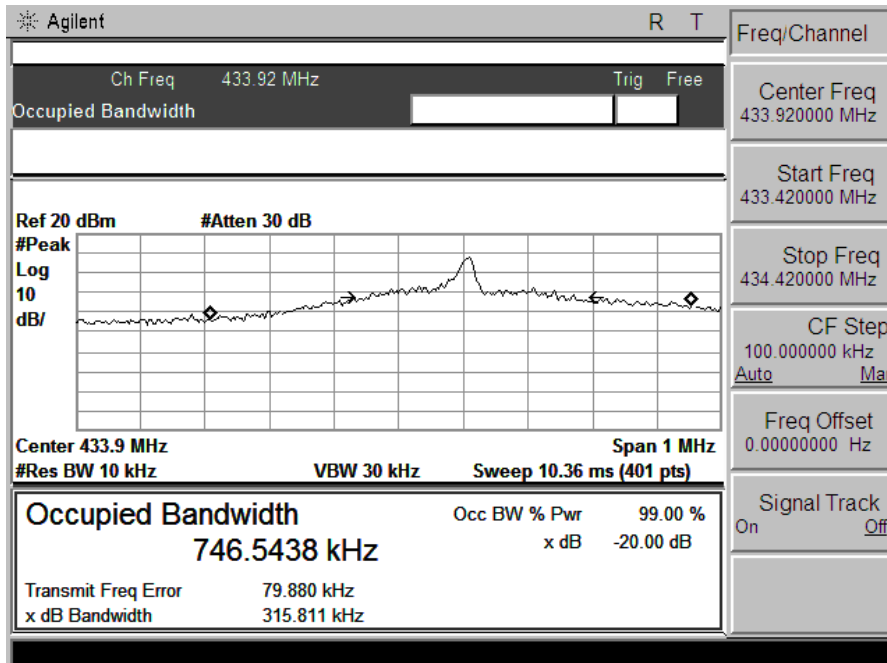 Agilent R T
Freq/Channel
Ch Freq 433.92 MHz Trig Free
Occupied Bandwidth
Center Freq
433.920000 MHz
Start Freq
433.420000 MHz
Stop Freq
434.420000 MHz
CF Step
100.000000 kHz
Auto Mar
Freq Offset
0.00000000 Hz
Signal Track
On Off
Ref 20 dBm #Atten 30 dB
#Peak
Log
10
dB/
Center 433.9 MHz Span 1 MHz
#Res BW 10 kHz VBW 30 kHz Sweep 10.36 ms (401 pts)
Occupied Bandwidth Occ BW % Pwr 99.00 %
746.5438 kHz x dB -20.00 dB
Transmit Freq Error 79.880 kHz
x dB Bandwidth 315.811 kHz